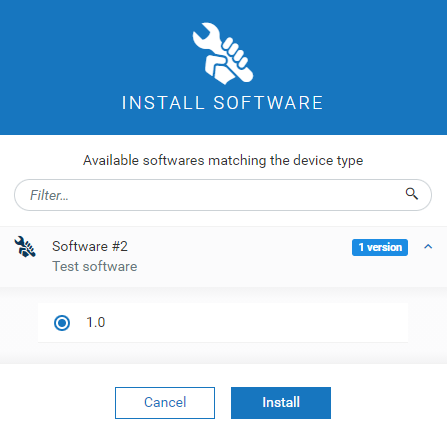 INSTALL SOFTWARE
Available softwares matching the device type
Filter...
Software #2
1 version
Test software
1.0
Cancel
Install